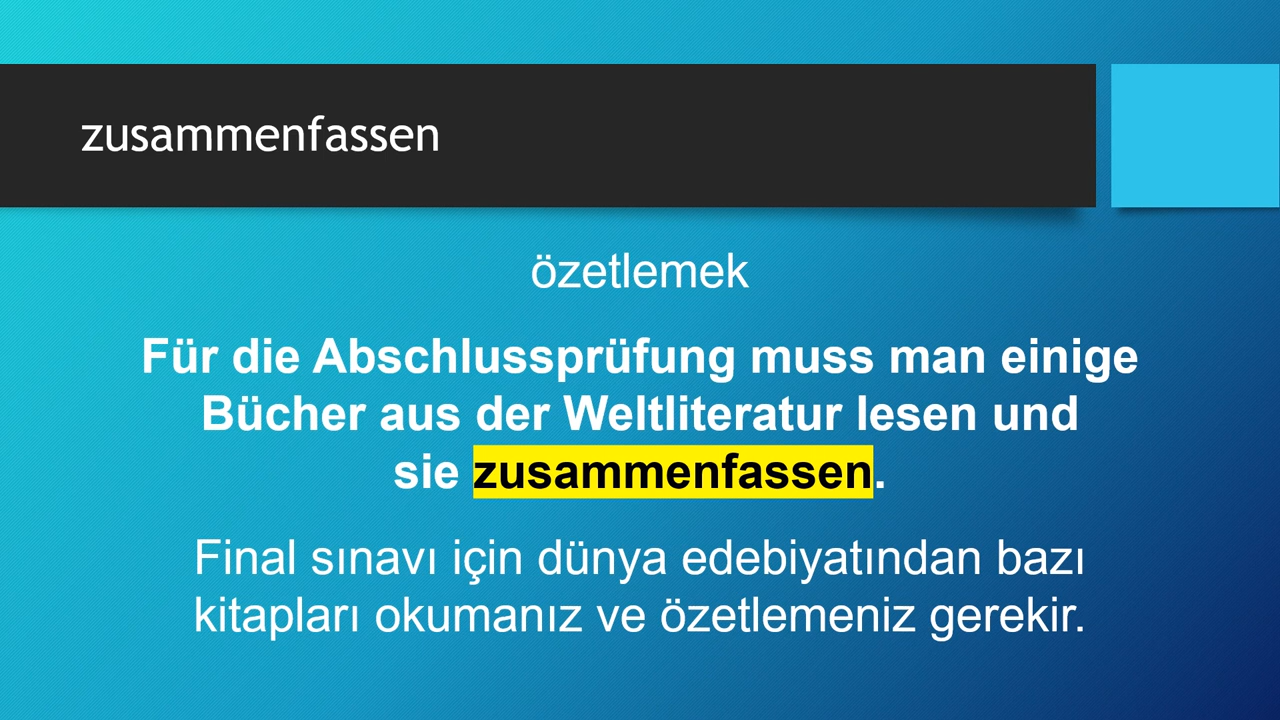 zusammenfassen
özetlemek
Für die Abschlussprüfung muss man einige
Bücher aus der Weltliteratur lesen und
sie zusammenfassen.
Final sınavı için dünya edebiyatından bazı
kitapları okumanız ve özetlemeniz gerekir.